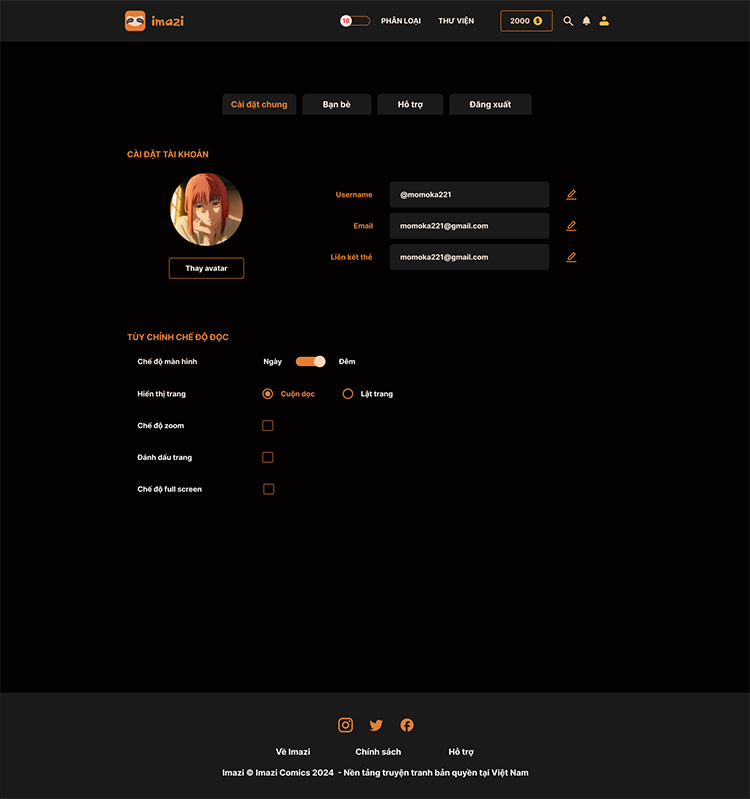 imazi
18 PHÂN LOẠI THƯ VIỆN 2000 $
Cài đặt chung Bạn bè Hỗ trợ Đăng xuất
CÀI ĐẶT TÀI KHOẢN
Username @momoka221
Email momoka221@gmail.com
Liên kết thẻ momoka221@gmail.com
Thay avatar
TÙY CHỈNH CHẾ ĐỘ ĐỌC
Chế độ màn hình Ngày Đêm
Hiển thị trang Cuộn dọc Lật trang
Chế độ zoom
Đánh dấu trang
Chế độ full screen
Về Imazi Chính sách Hỗ trợ
Imazi © Imazi Comics 2024 - Nền tảng truyện tranh bản quyền tại Việt Nam